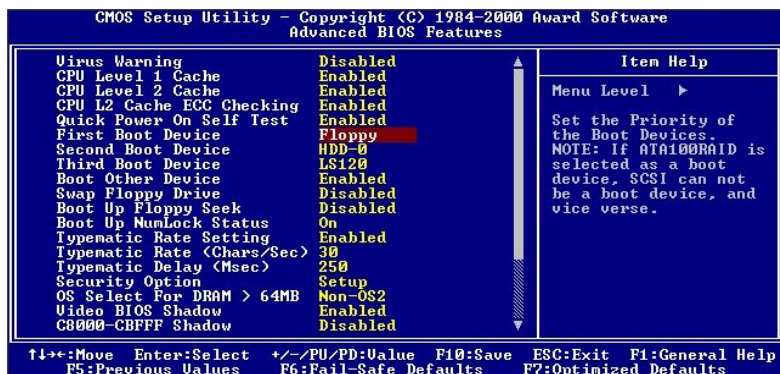 CMOS Setup Utility - Copyright (C) 1984-2000 Award Software
Advanced BIOS Features
Virus Warning Disabled
CPU Level 1 Cache Enabled
CPU Level 2 Cache Enabled
CPU L2 Cache ECC Checking Enabled
Quick Power On Self Test Enabled
First Boot Device Floppy
Second Boot Device HDD-0
Third Boot Device LS120
Boot Other Device Enabled
Swap Floppy Drive Disabled
Boot Up Floppy Seek Disabled
Boot Up NumLock Status On
Typematic Rate Setting Enabled
Typematic Rate (Chars/Sec) 30
Typematic Delay (Msec) 250
Security Option Setup
OS Select For DRAM > 64MB Non-OS2
Video BIOS Shadow Enabled
C8000-CBFFF Shadow Disabled
Item Help
Menu Level ▶
Set the Priority of
the Boot Devices.
NOTE: If ATA100RAID is
selected as a boot
device, SCSI can not
be a boot device, and
vice verse.
↑↓→←:Move Enter:Select +/-/PU/PD:Value F10:Save ESC:Exit F1:General Help
F5:Previous Values F6:Fail-Safe Defaults F7:Optimized Defaults